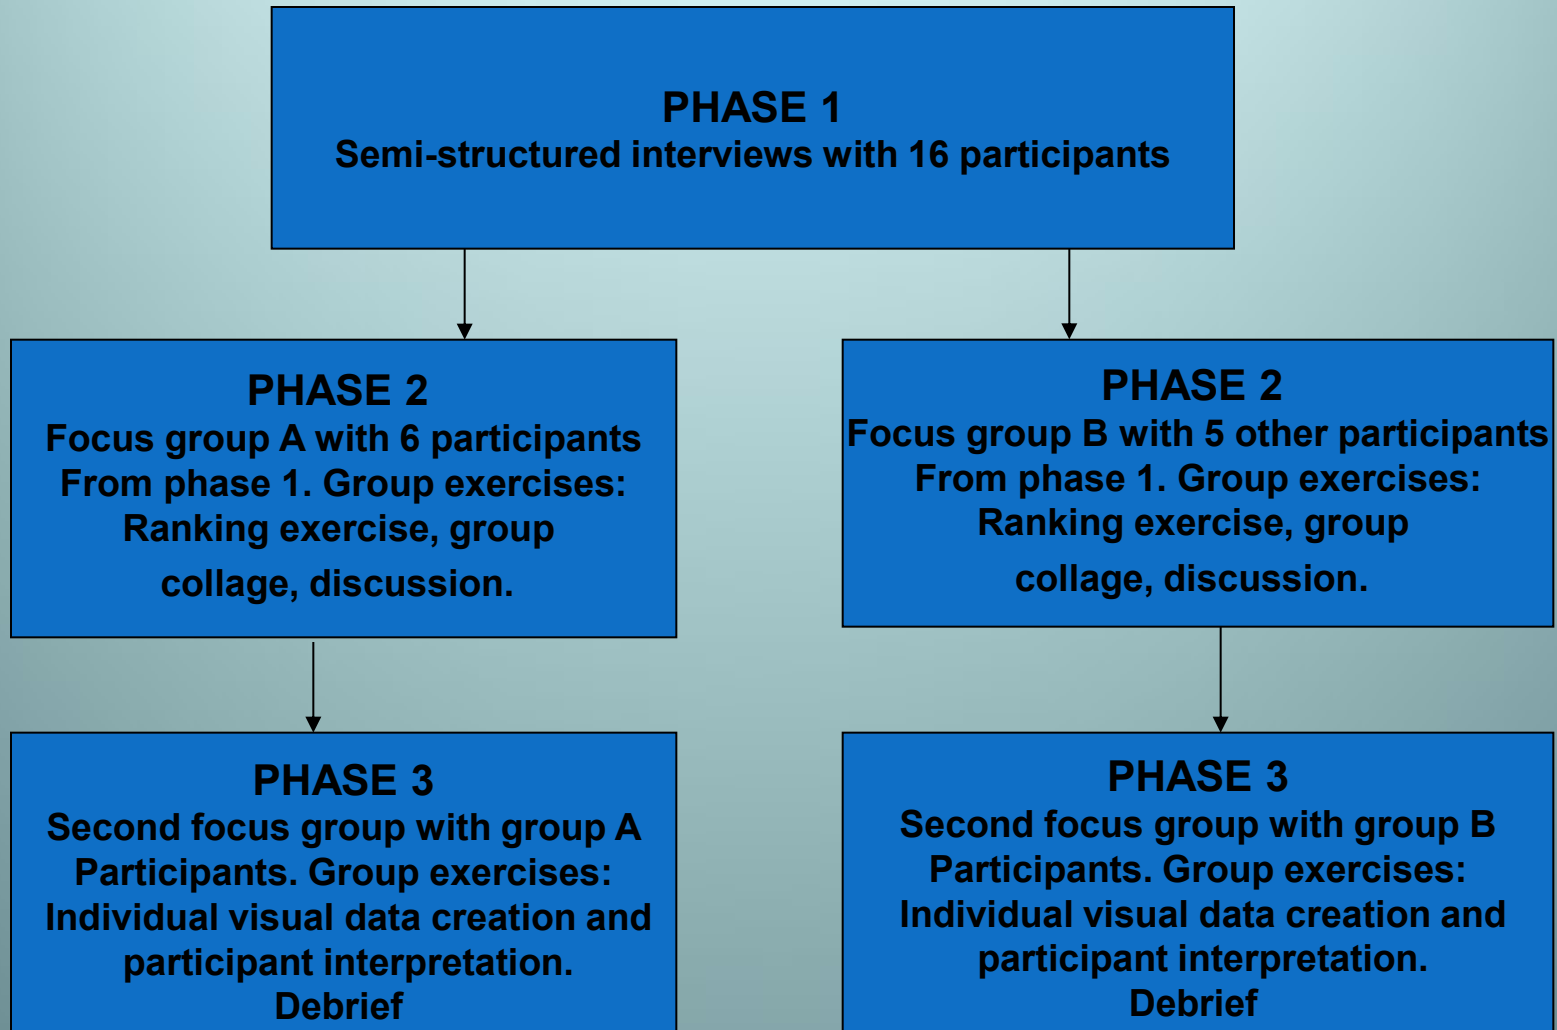 PHASE 1
Semi-structured interviews with 16 participants
PHASE 2
Focus group A with 6 participants
From phase 1. Group exercises:
Ranking exercise, group
collage, discussion.
PHASE 2
Focus group B with 5 other participants
From phase 1. Group exercises:
Ranking exercise, group
collage, discussion.
PHASE 3
Second focus group with group A
Participants. Group exercises:
Individual visual data creation and
participant interpretation.
Debrief
PHASE 3
Second focus group with group B
Participants. Group exercises:
Individual visual data creation and
participant interpretation.
Debrief